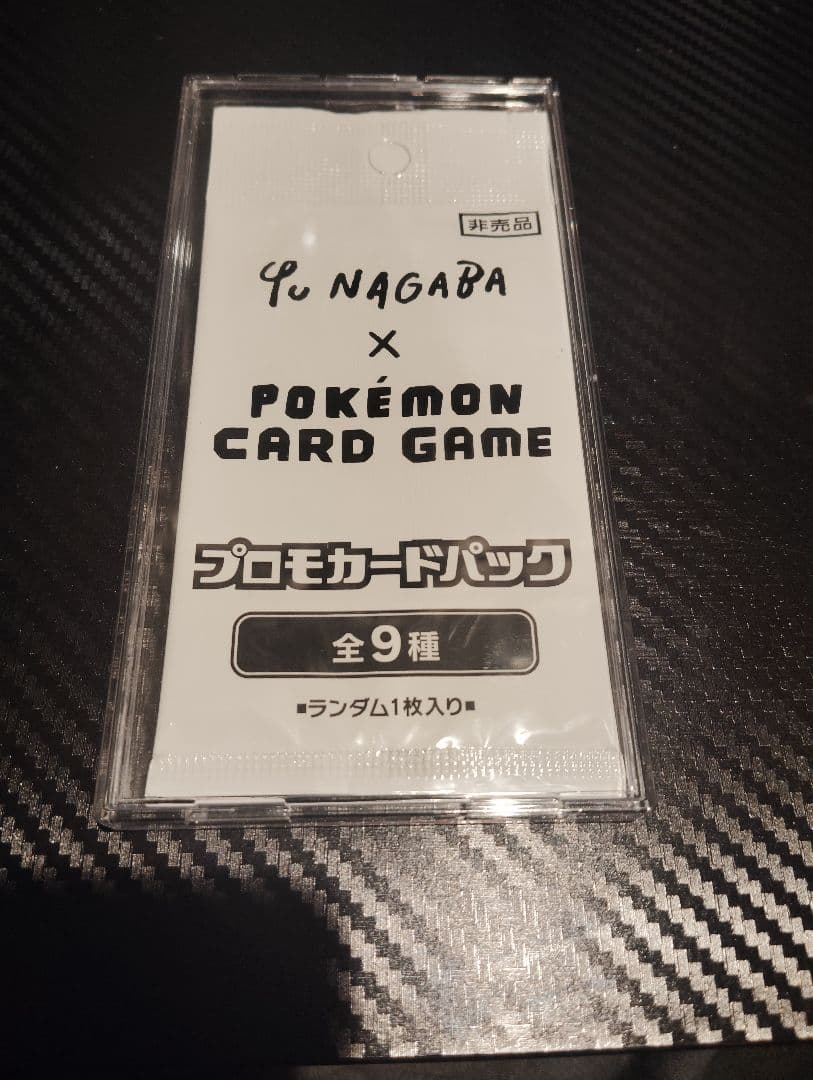 非売品
Yu NAGABA
×
POKÉMON
CARD GAME
プロモカードパック
全9種
■ランダム1枚入り■